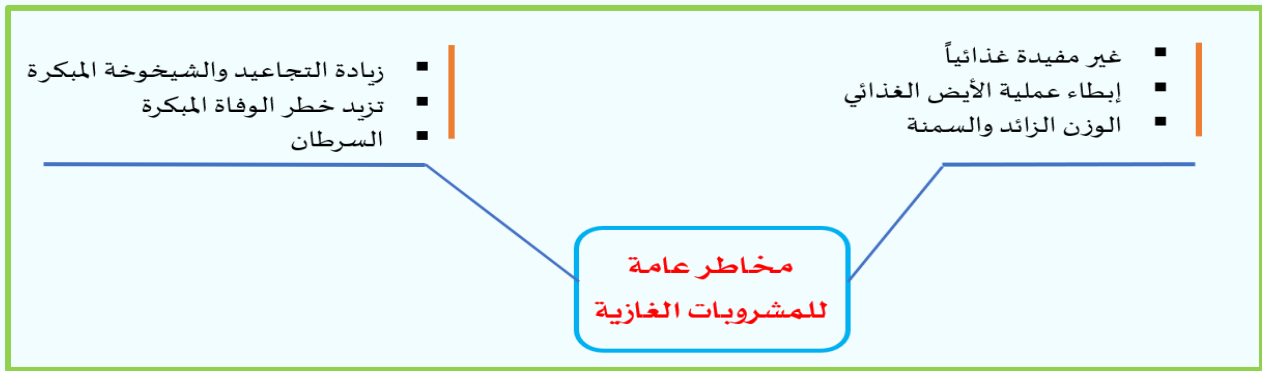 غير مفيدة غذائياً
إبطاء عملية الأيض الغذائي
الوزن الزائد والسمنة
زيادة التجاعيد والشيخوخة المبكرة
تزيد خطر الوفاة المبكرة
السرطان
مخاطر عامة
للمشروبات الغازية